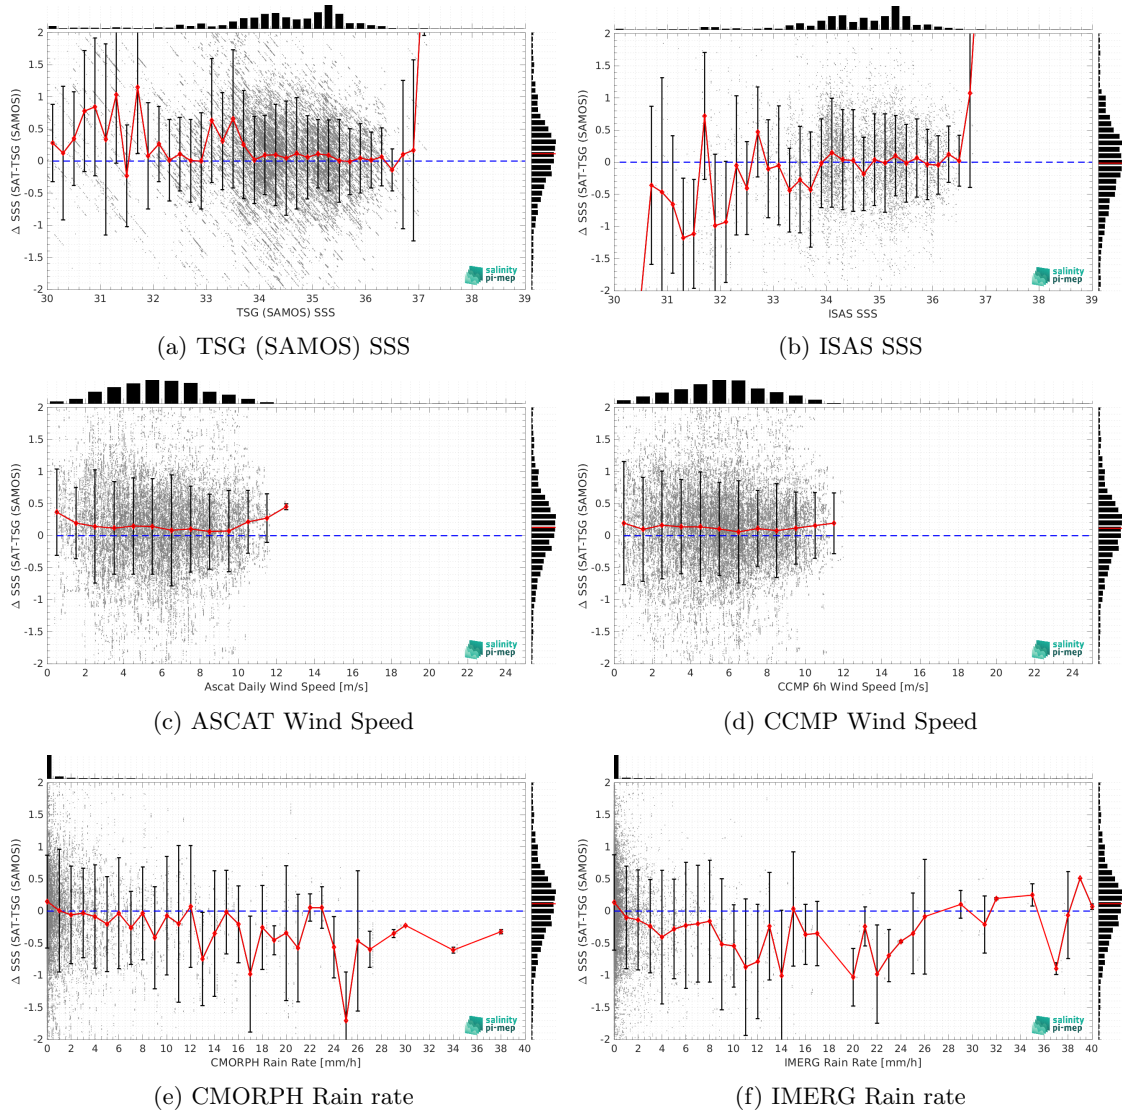 2
1.5
1
0.5
0
-0.5
-1
-1.5
-2
Δ SSS (SAT-TSG (SAMOS))
30 31 32 33 34 35 36 37 38 39
TSG (SAMOS) SSS
salinity
pi-mep
(a) TSG (SAMOS) SSS
2
1.5
1
0.5
0
-0.5
-1
-1.5
-2
Δ SSS (SAT-TSG (SAMOS))
30 31 32 33 34 35 36 37 38 39
ISAS SSS
salinity
pi-mep
(b) ISAS SSS
2
1.5
1
0.5
0
-0.5
-1
-1.5
-2
Δ SSS (SAT-TSG (SAMOS))
0 2 4 6 8 10 12 14 16 18 20 22 24
Ascat Daily Wind Speed [m/s]
salinity
pi-mep
(c) ASCAT Wind Speed
2
1.5
1
0.5
0
-0.5
-1
-1.5
-2
Δ SSS (SAT-TSG (SAMOS))
0 2 4 6 8 10 12 14 16 18 20 22 24
CCMP 6h Wind Speed [m/s]
salinity
pi-mep
(d) CCMP Wind Speed
2
1.5
1
0.5
0
-0.5
-1
-1.5
-2
Δ SSS (SAT-TSG (SAMOS))
0 2 4 6 8 10 12 14 16 18 20 22 24 26 28 30 32 34 36 38 40
CMORPH Rain Rate [mm/h]
salinity
pi-mep
(e) CMORPH Rain rate
2
1.5
1
0.5
0
-0.5
-1
-1.5
-2
Δ SSS (SAT-TSG (SAMOS))
0 2 4 6 8 10 12 14 16 18 20 22 24 26 28 30 32 34 36 38 40
IMERG Rain Rate [mm/h]
salinity
pi-mep
(f) IMERG Rain rate